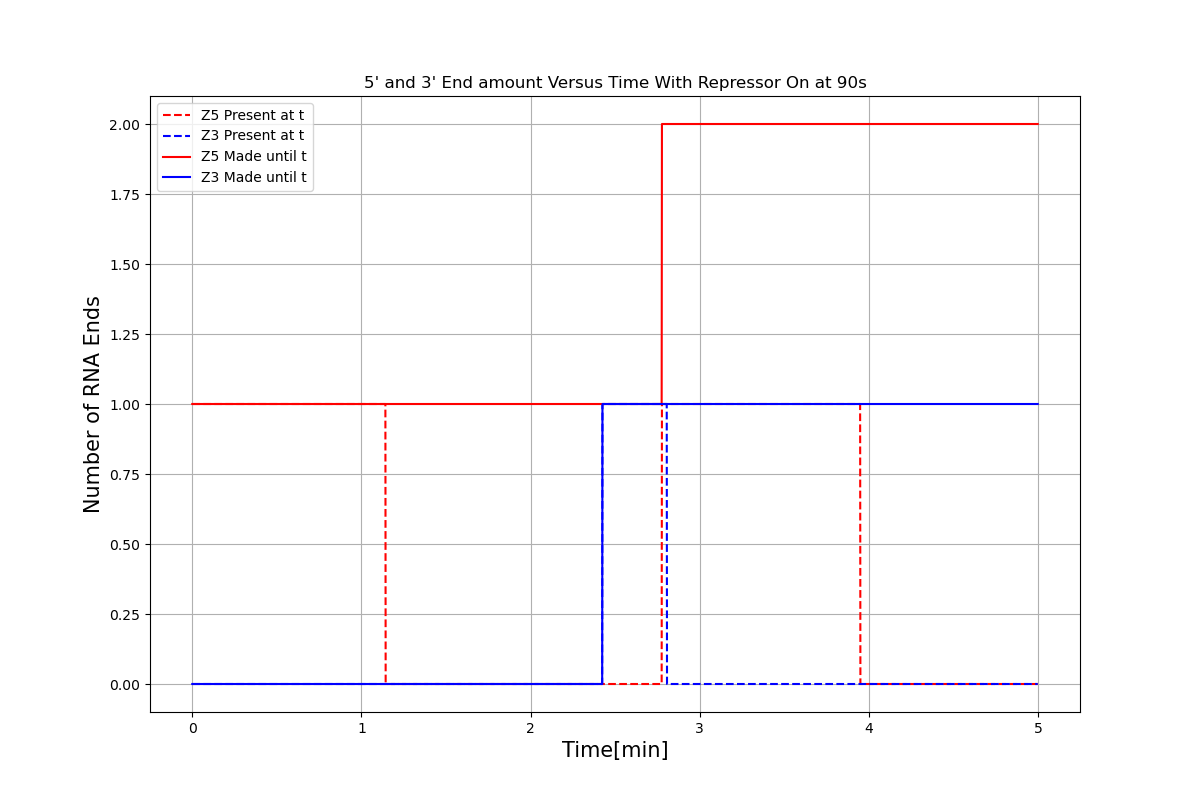 5' and 3' End amount Versus Time With Repressor On at 90s
Z5 Present at t
Z3 Present at t
Z5 Made until t
Z3 Made until t
Number of RNA Ends
2.00
1.75
1.50
1.25
1.00
0.75
0.50
0.25
0.00
0 1 2 3 4 5
Time[min]